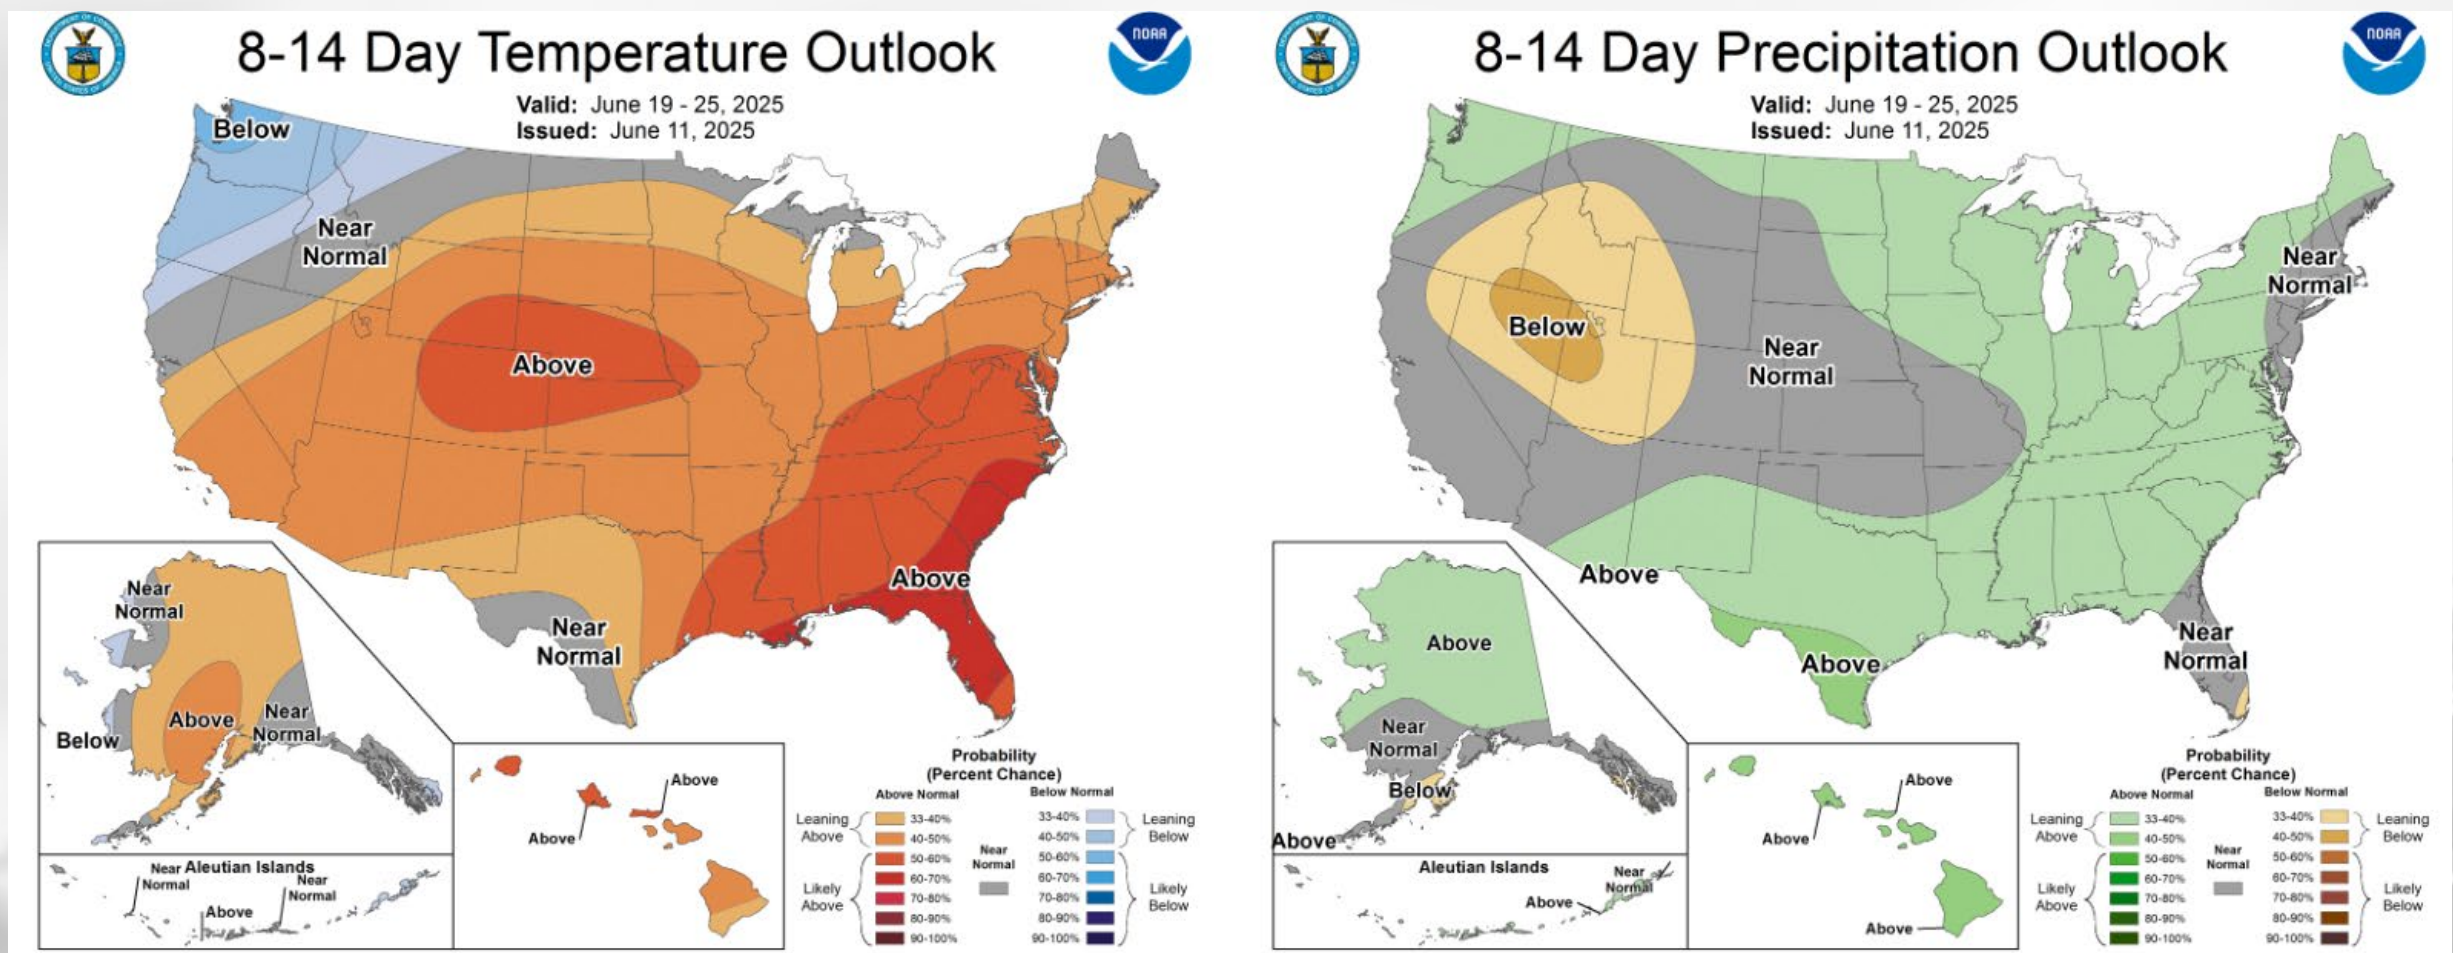 8-14 Day Temperature Outlook
NOAA
Valid: June 19 - 25, 2025
Issued: June 11, 2025
Below
Near
Normal
Above
Above
Near
Normal
Near
Normal
Above
Near
Normal
Below
Above
Above
Aleutian Islands
Near
Normal
Near
Normal
Above
Probability
(Percent Chance)
Above Normal
Below Normal
Leaning
Above
33-40%
40-50%
50-60%
60-70%
70-80%
80-90%
90-100%
Likely
Above
Near
Normal
33-40%
40-50%
50-60%
60-70%
70-80%
80-90%
90-100%
Leaning
Below
Likely
Below
8-14 Day Precipitation Outlook
NOAA
Valid: June 19 - 25, 2025
Issued: June 11, 2025
Below
Near
Normal
Near
Normal
Above
Above
Near
Normal
Above
Near
Normal
Below
Above
Above
Above
Above
Aleutian Islands
Near
Normal
Above
Probability
(Percent Chance)
Above Normal
Below Normal
Leaning
Above
33-40%
40-50%
50-60%
60-70%
70-80%
80-90%
90-100%
Likely
Above
Near
Normal
33-40%
40-50%
50-60%
60-70%
70-80%
80-90%
90-100%
Leaning
Below
Likely
Below